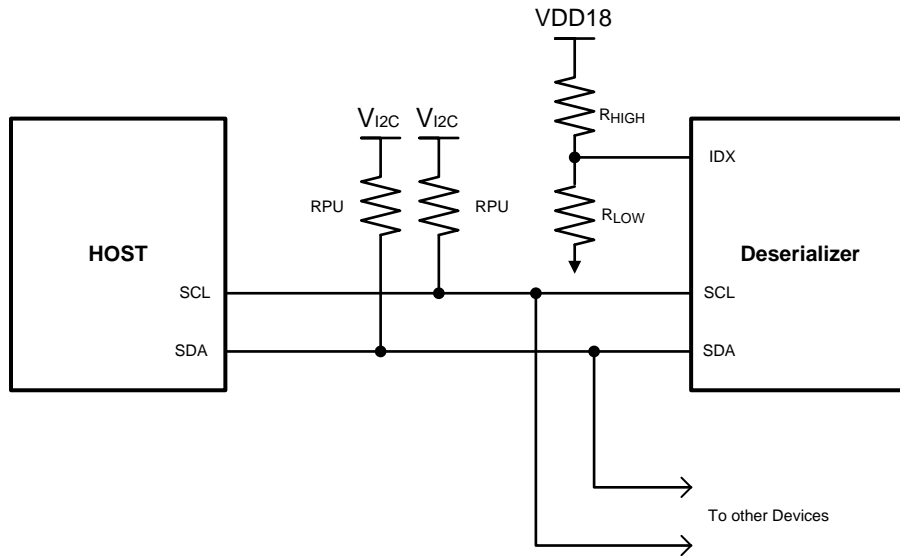 VDD18
RHIGH
VI2C VI2C
IDX
RPU RPU
RLOW
HOST
Deserializer
SCL SCL
SDA SDA
To other Devices